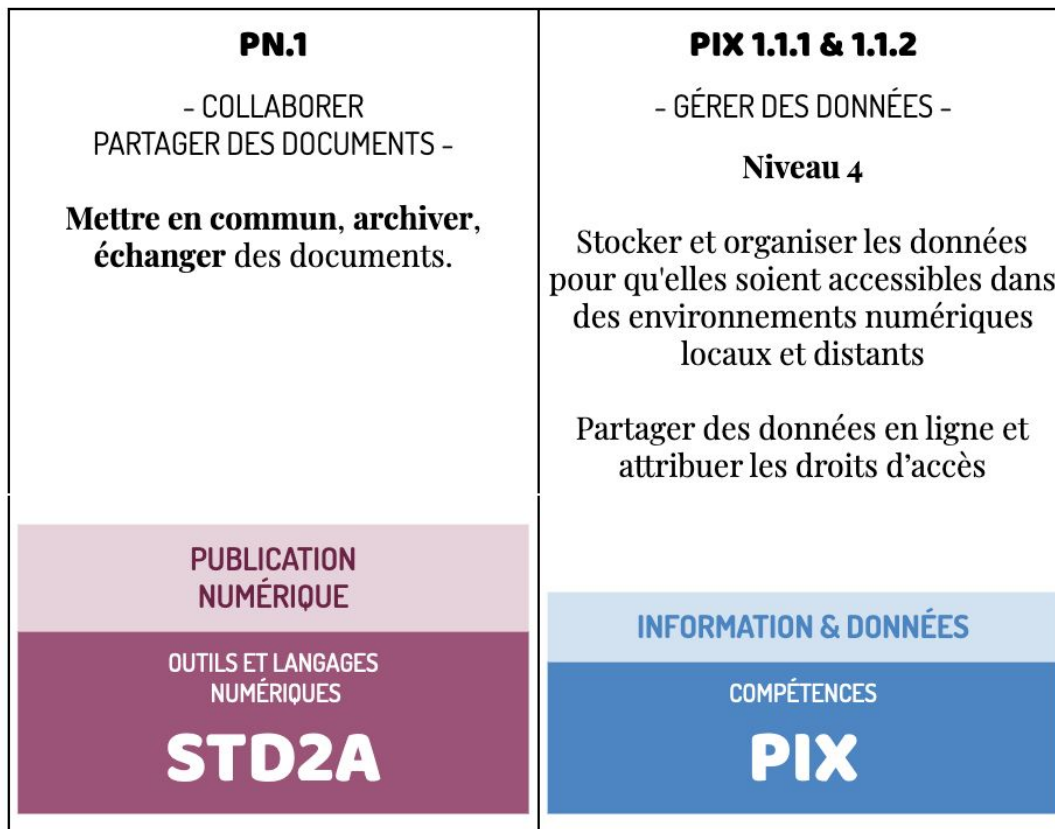 PN.1
- COLLABORER
PARTAGER DES DOCUMENTS -
Mettre en commun, archiver,
échanger des documents.
PUBLICATION
NUMÉRIQUE
OUTILS ET LANGAGES
NUMÉRIQUES
STD2A
PIX 1.1.1 & 1.1.2
- GÉRER DES DONNÉES -
Niveau 4
Stocker et organiser les données
pour qu'elles soient accessibles dans
des environnements numériques
locaux et distants
Partager des données en ligne et
attribuer les droits d’accès
INFORMATION & DONNÉES
COMPÉTENCES
PIX